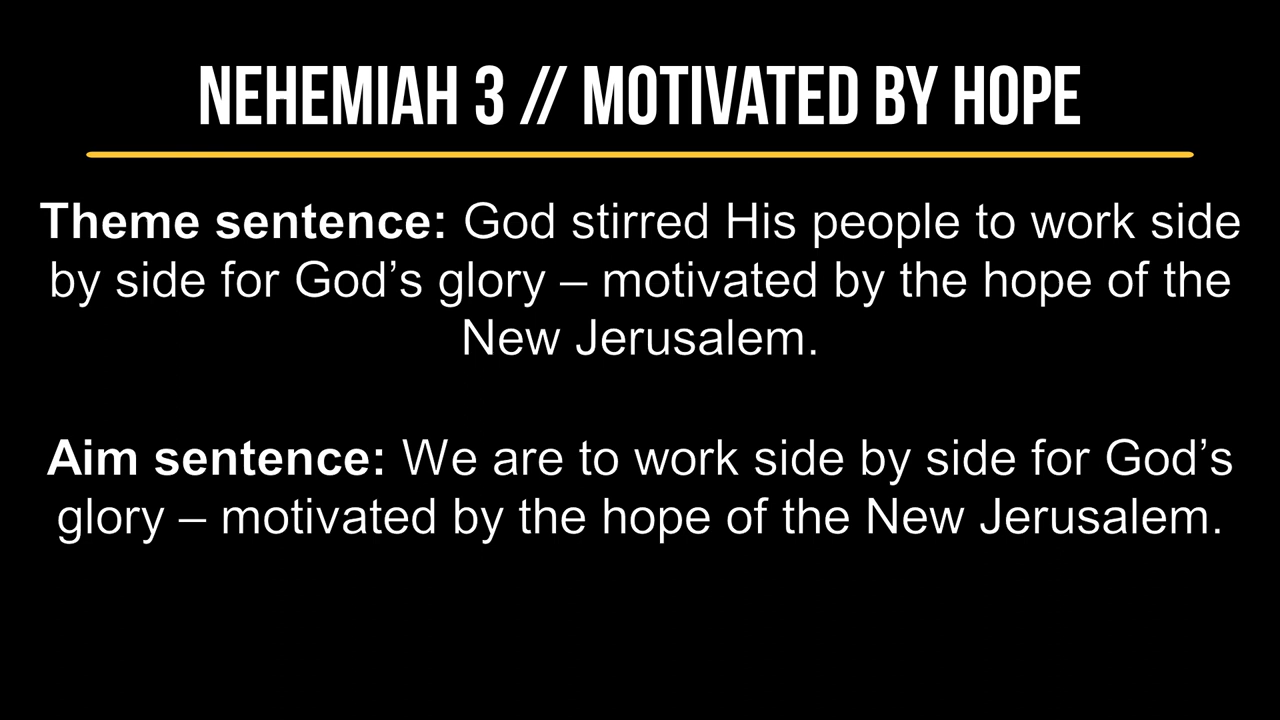 NEHEMIAH 3 // MOTIVATED BY HOPE
Theme sentence: God stirred His people to work side
by side for God’s glory – motivated by the hope of the
New Jerusalem.
Aim sentence: We are to work side by side for God’s
glory – motivated by the hope of the New Jerusalem.